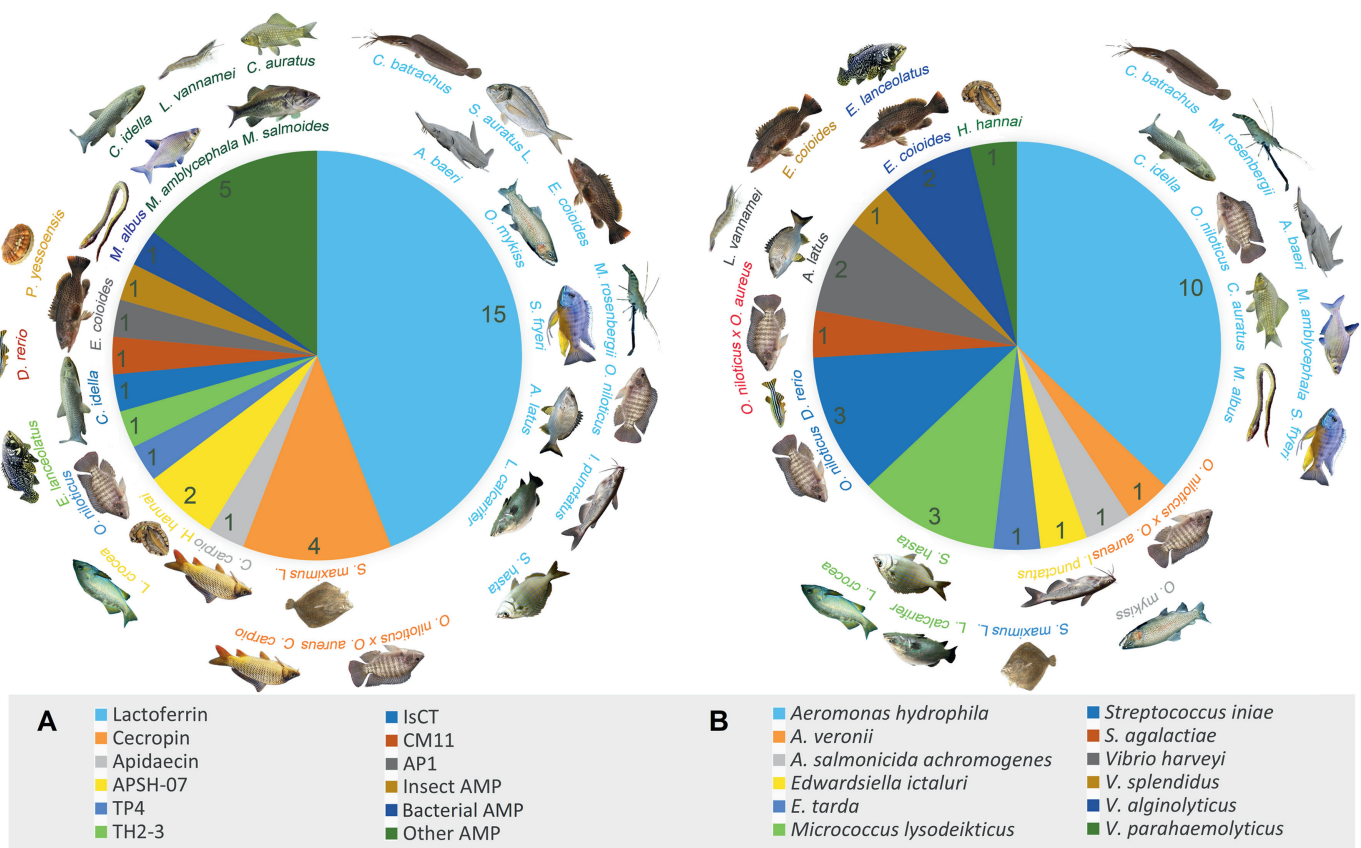 C. auratus
L. vannamei
C. idella
M. salmoides
M. amblycephala
M. albus
P. yessoensis
E. coioides
D. rerio
C. idella
E. lanceolatus
O. niloticus
H. hannai
L. crocea
C. carpio
S. maximus L.
C. carpio
O. niloticus x O. aureus
C. batrachus
S. auratus L.
A. baeri
E. coioides
O. mykiss
M. rosenbergii
S. fryeri
O. niloticus
A. latus
I. punctatus
L. calcarifer
S. hasta
15
4
1
2
1
1
1
1
1
1
1
5
E. lanceolatus
E. coioides
E. coioides
H. hannai
L. vannamei
A. latus
O. niloticus x O. aureus
D. rerio
O. niloticus
S. hasta
L. crocea
L. calcarifer
S. maximus L.
I. punctatus
O. mykiss
O. niloticus x O. aureus
C. batrachus
M. rosenbergii
C. idella
O. niloticus
A. baeri
C. auratus
M. amblycephala
M. albus
S. fryeri
10
1
1
1
1
3
3
1
2
1
2
1
A
Lactoferrin
Cecropin
Apidaecin
APSH-07
TP4
TH2-3
IsCT
CM11
AP1
Insect AMP
Bacterial AMP
Other AMP
B
Aeromonas hydrophila
A. veronii
A. salmonicida achromogenes
Edwardsiella ictaluri
E. tarda
Micrococcus lysodeikticus
Streptococcus iniae
S. agalactiae
Vibrio harveyi
V. splendidus
V. alginolyticus
V. parahaemolyticus